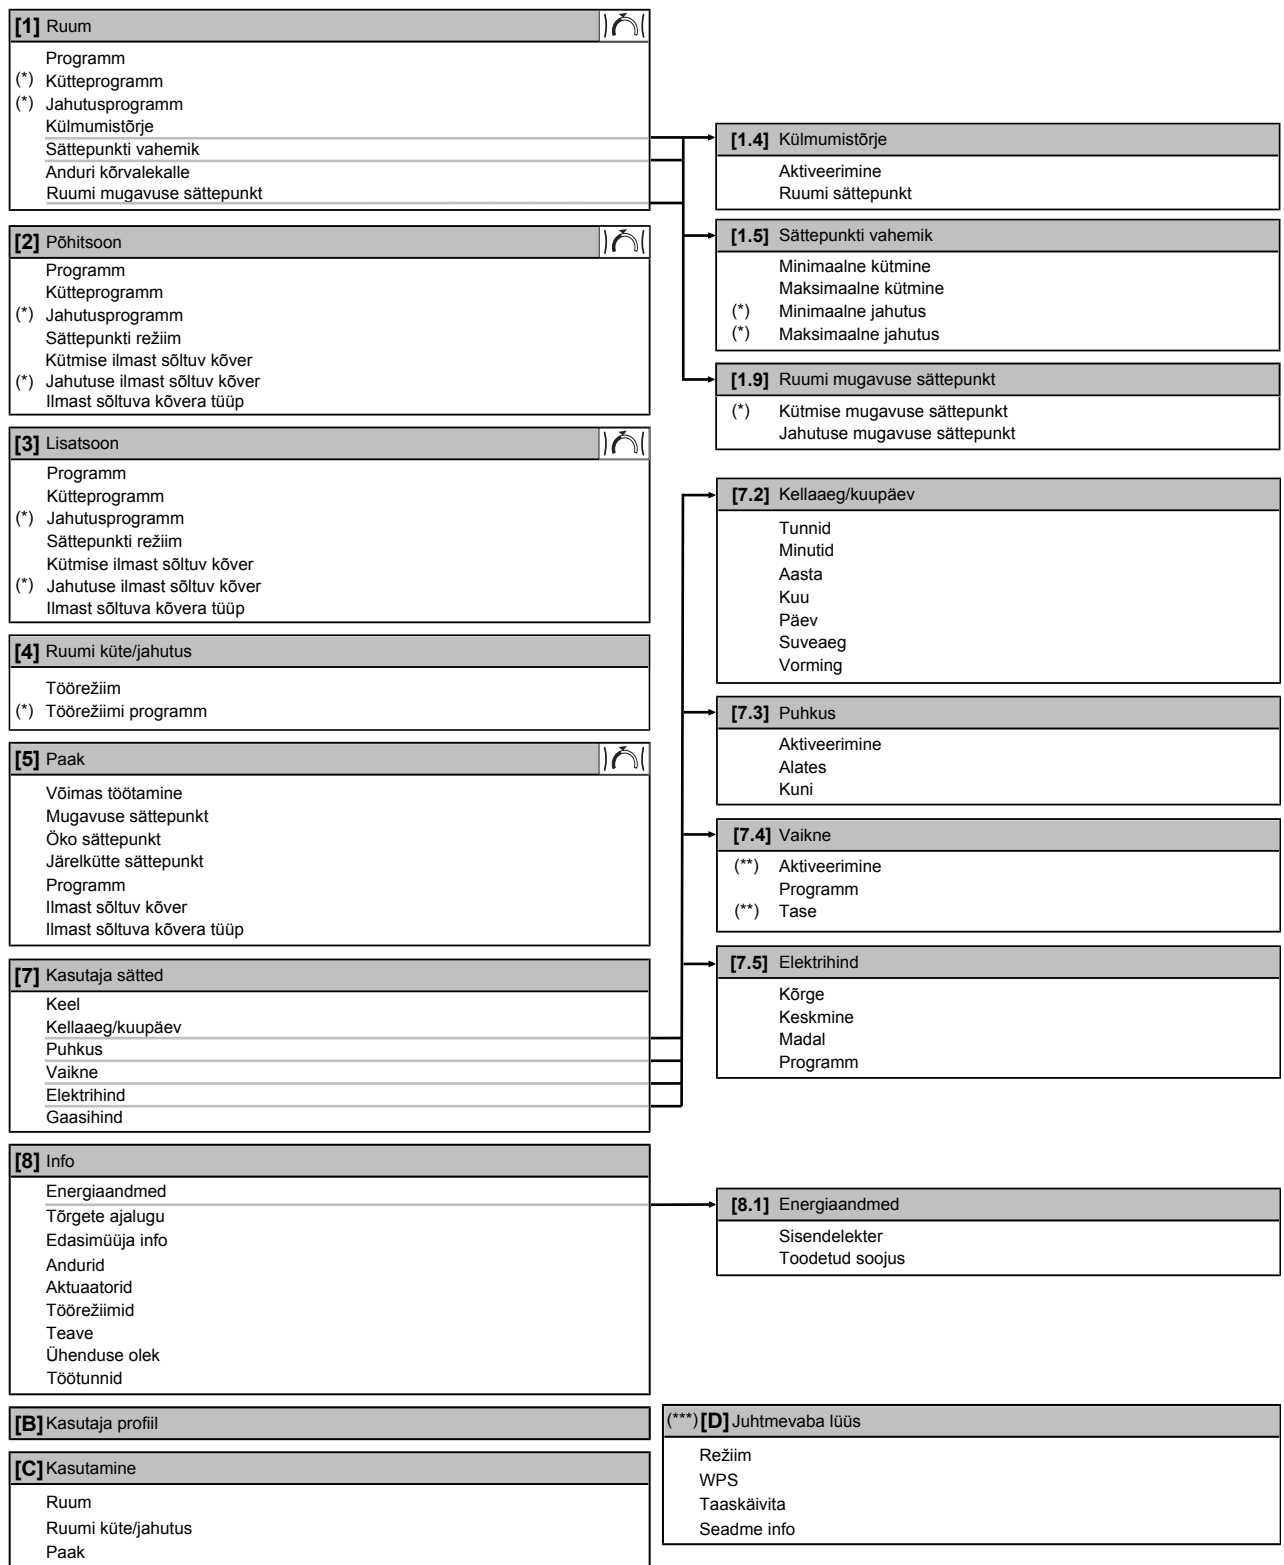 [1] Ruum
Programm
(*) Kütteprogramm
(*) Jahutusprogramm
Külmumistõrje
Sättepunkti vahemik
Anduri kõrvalekalle
Ruumi mugavuse sättepunkt
[2] Põhitsoon
Programm
Kütteprogramm
(*) Jahutusprogramm
Sättepunkti režiim
Kütmise ilmast sõltuv kõver
(*) Jahutuse ilmast sõltuv kõver
Ilmast sõltuva kõvera tüüp
[3] Lisatsoon
Programm
Kütteprogramm
(*) Jahutusprogramm
Sättepunkti režiim
Kütmise ilmast sõltuv kõver
(*) Jahutuse ilmast sõltuv kõver
Ilmast sõltuva kõvera tüüp
[4] Ruumi küte/jahutus
Töörežiim
(*) Töörežiimi programm
[5] Paak
Võimas töötamine
Mugavuse sättepunkt
Öko sättepunkt
Järelkütte sättepunkt
Programm
Ilmast sõltuv kõver
Ilmast sõltuva kõvera tüüp
[7] Kasutaja sätted
Keel
Kellaaeg/kuupäev
Puhkus
Vaikne
Elektrihind
Gaasihind
[8] Info
Energiaandmed
Tõrgete ajalugu
Edasimüüja info
Andurid
Aktuaatorid
Töörežiimid
Teave
Ühenduse olek
Töötunnid
[B] Kasutaja profiil
[C] Kasutamine
Ruum
Ruumi küte/jahutus
Paak
[1.4] Külmumistõrje
Aktiveerimine
Ruumi sättepunkt
[1.5] Sättepunkti vahemik
Minimaalne kütmine
Maksimaalne kütmine
(*) Minimaalne jahutus
(*) Maksimaalne jahutus
[1.9] Ruumi mugavuse sättepunkt
(*) Kütmise mugavuse sättepunkt
Jahutuse mugavuse sättepunkt
[7.2] Kellaaeg/kuupäev
Tunnid
Minutid
Aasta
Kuu
Päev
Suveaeg
Vorming
[7.3] Puhkus
Aktiveerimine
Alates
Kuni
[7.4] Vaikne
(**) Aktiveerimine
Programm
(**) Tase
[7.5] Elektrihind
Kõrge
Keskmine
Madal
Programm
[8.1] Energiaandmed
Sisendelekter
Toodetud soojus
(***) [D] Juhtmevaba lüüs
Režiim
WPS
Taaskäivita
Seadme info